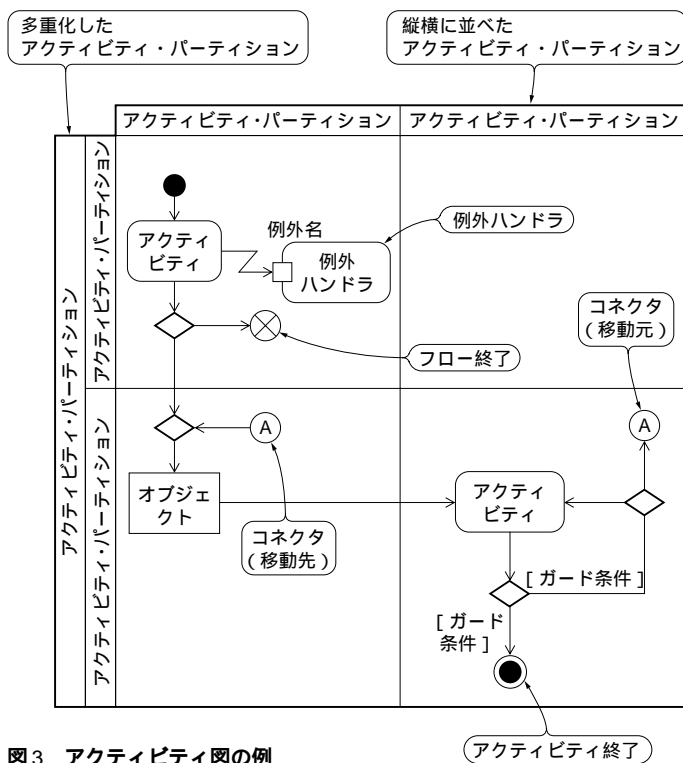 多重化した
アクティビティ・パーティション
縦横に並べた
アクティビティ・パーティション
アクティビティ・パーティション
アクティビティ・パーティション
アクティビティ・パーティション
アクティビティ・パーティション
アクティビティ・パーティション
アクティ
ビティ
例外名
例外
ハンドラ
例外ハンドラ
フロー終了
コネクタ
(移動元)
A
A
オブジェ
クト
コネクタ
(移動先)
アクティ
ビティ
[ガード条件]
[ガード
条件]
アクティビティ終了
図3 アクティビティ図の例